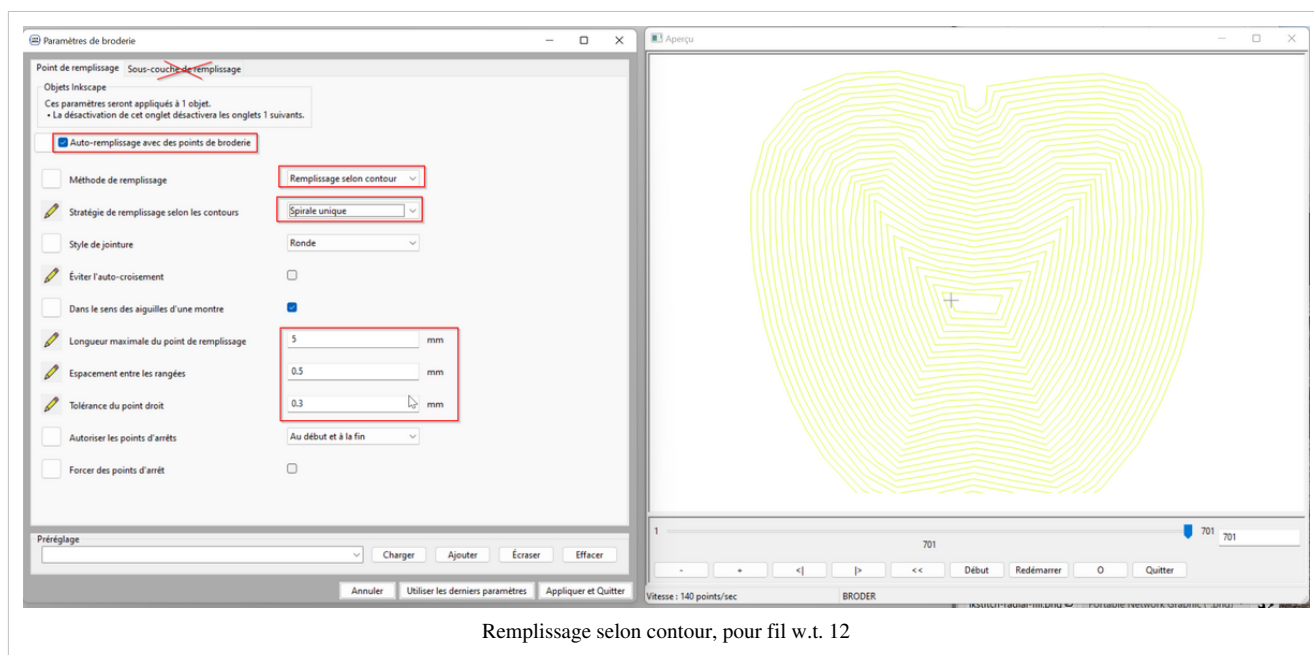 Paramètres de broderie
Point de remplissage Sous-couche de remplissage
Objets Inkscape
Ces paramètres seront appliqués à 1 objet.
• La désactivation de cet onglet désactivera les onglets 1 suivants.
Auto-remplissage avec des points de broderie
Méthode de remplissage Remplissage selon contour
Stratégie de remplissage selon les contours Spirale unique
Style de jointure Ronde
Éviter l'auto-croisement
Dans le sens des aiguilles d'une montre
Longueur maximale du point de remplissage 5 mm
Espacement entre les rangées 0.5 mm
Tolérance du point droit 0.3 mm
Autoriser les points d'arrêts Au début et à la fin
Forcer des points d'arrêt
Préréglage
Charger Ajouter Écraser Effacer
Annuler Utiliser les derniers paramètres Appliquer et Quitter
Aperçu
1 701 701
701
- + <| |> << Début Redémarrer O Quitter
Vitesse : 140 points/sec BRODER
Remplissage selon contour, pour fil w.t. 12